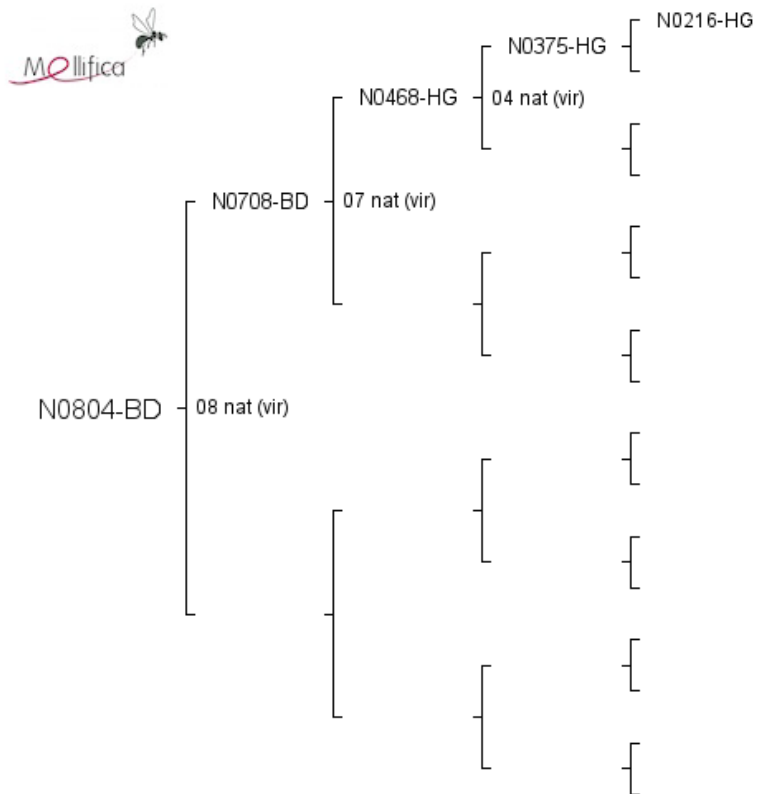 Mellifica
N0216-HG
N0375-HG
N0468-HG
04 nat (vir)
N0708-BD
07 nat (vir)
N0804-BD
08 nat (vir)